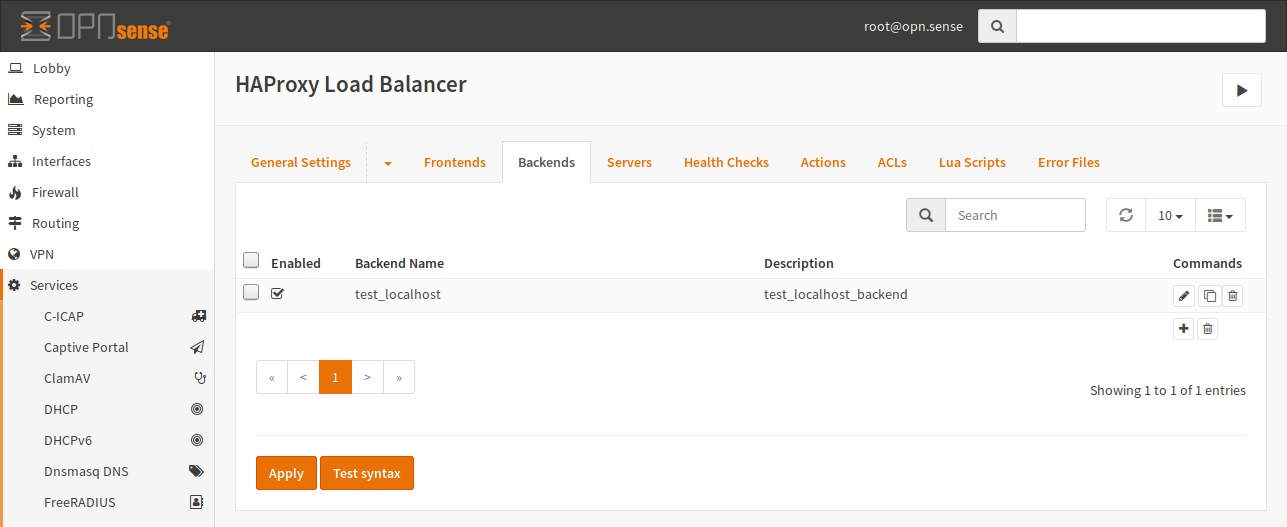 OPNsense®
root@opn.sense
Lobby
Reporting
System
Interfaces
Firewall
Routing
VPN
Services
C-ICAP
Captive Portal
ClamAV
DHCP
DHCPv6
Dnsmasq DNS
FreeRADIUS
HAProxy Load Balancer
General Settings Frontends Backends Servers Health Checks Actions ACLs Lua Scripts Error Files
Search 10
Enabled Backend Name Description Commands
test_localhost test_localhost_backend
« < 1 > »
Showing 1 to 1 of 1 entries
Apply Test syntax